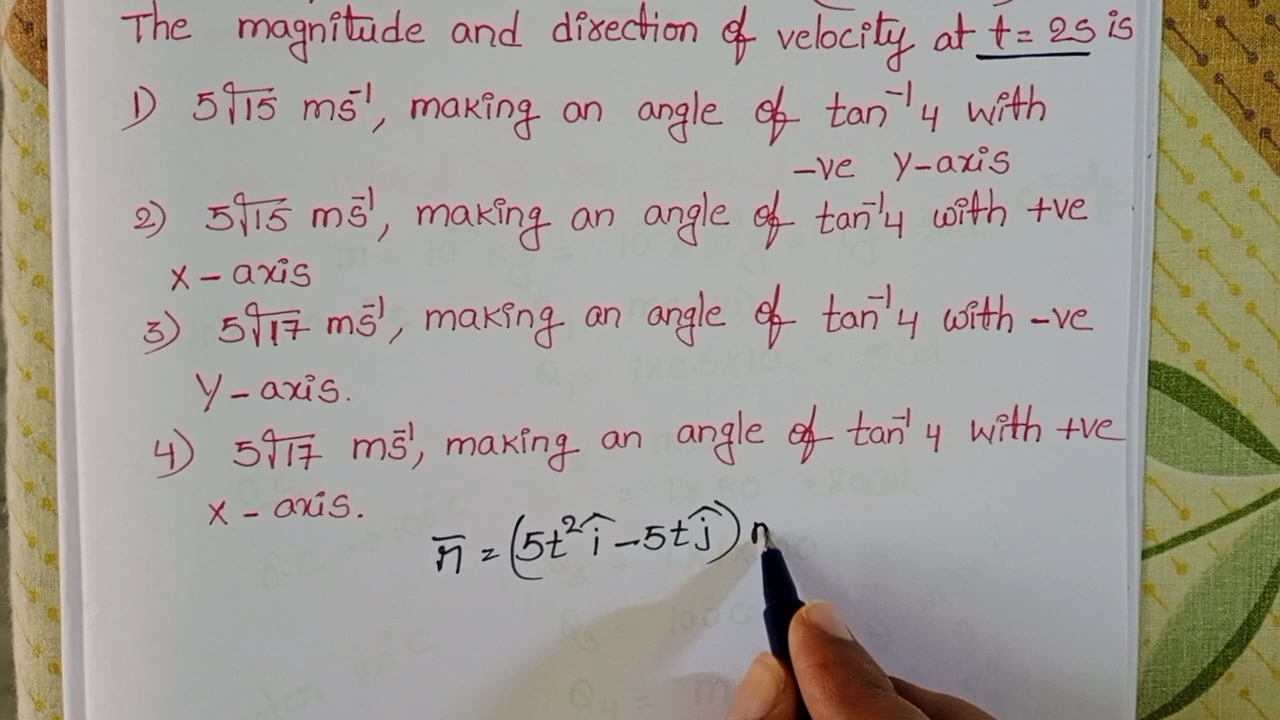 The magnitude and direction of velocity at t = 2s is
1) 5√15 ms⁻¹, making an angle of tan⁻¹4 with
-ve Y-axis
2) 5√15 ms⁻¹, making an angle of tan⁻¹4 with +ve
X-axis
3) 5√17 ms⁻¹, making an angle of tan⁻¹4 with -ve
Y-axis.
4) 5√17 ms⁻¹, making an angle of tan⁻¹4 with +ve
X-axis.
r̄ = (5t²î - 5tĵ)